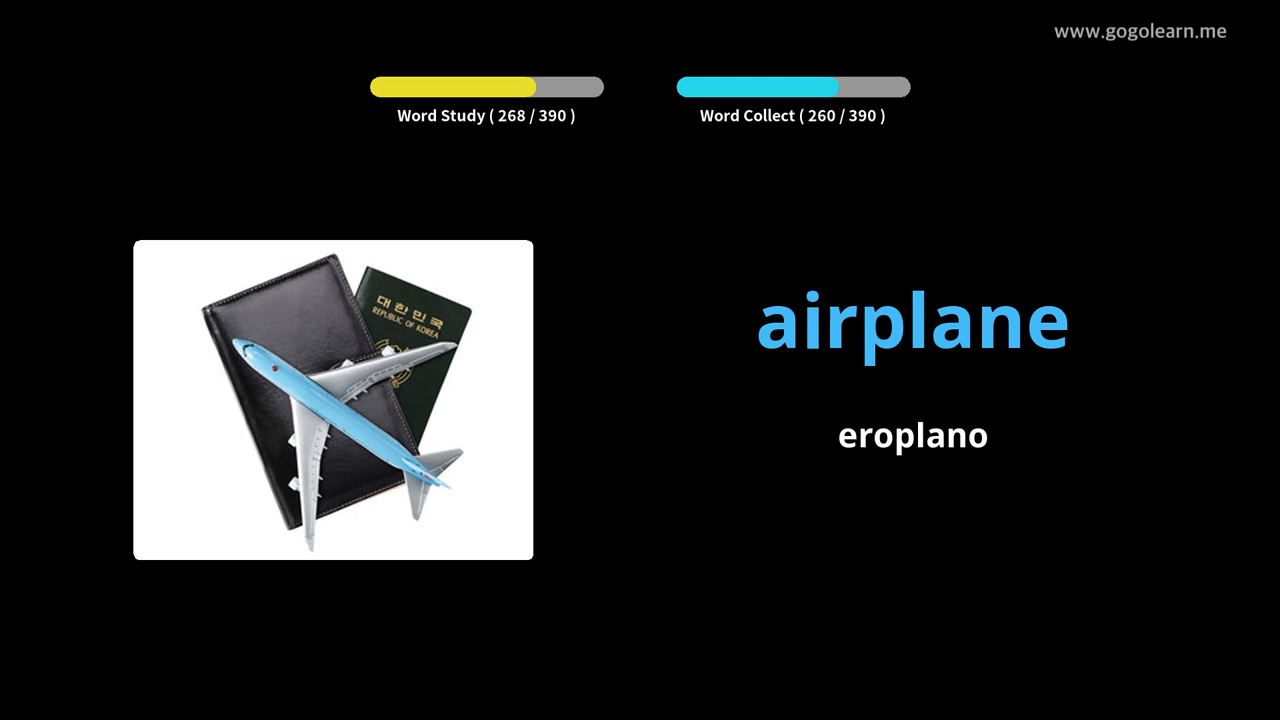 www.gogolearn.me
Word Study ( 268 / 390 )
Word Collect ( 260 / 390 )
대한민국
REPUBLIC OF KOREA
airplane
eroplano